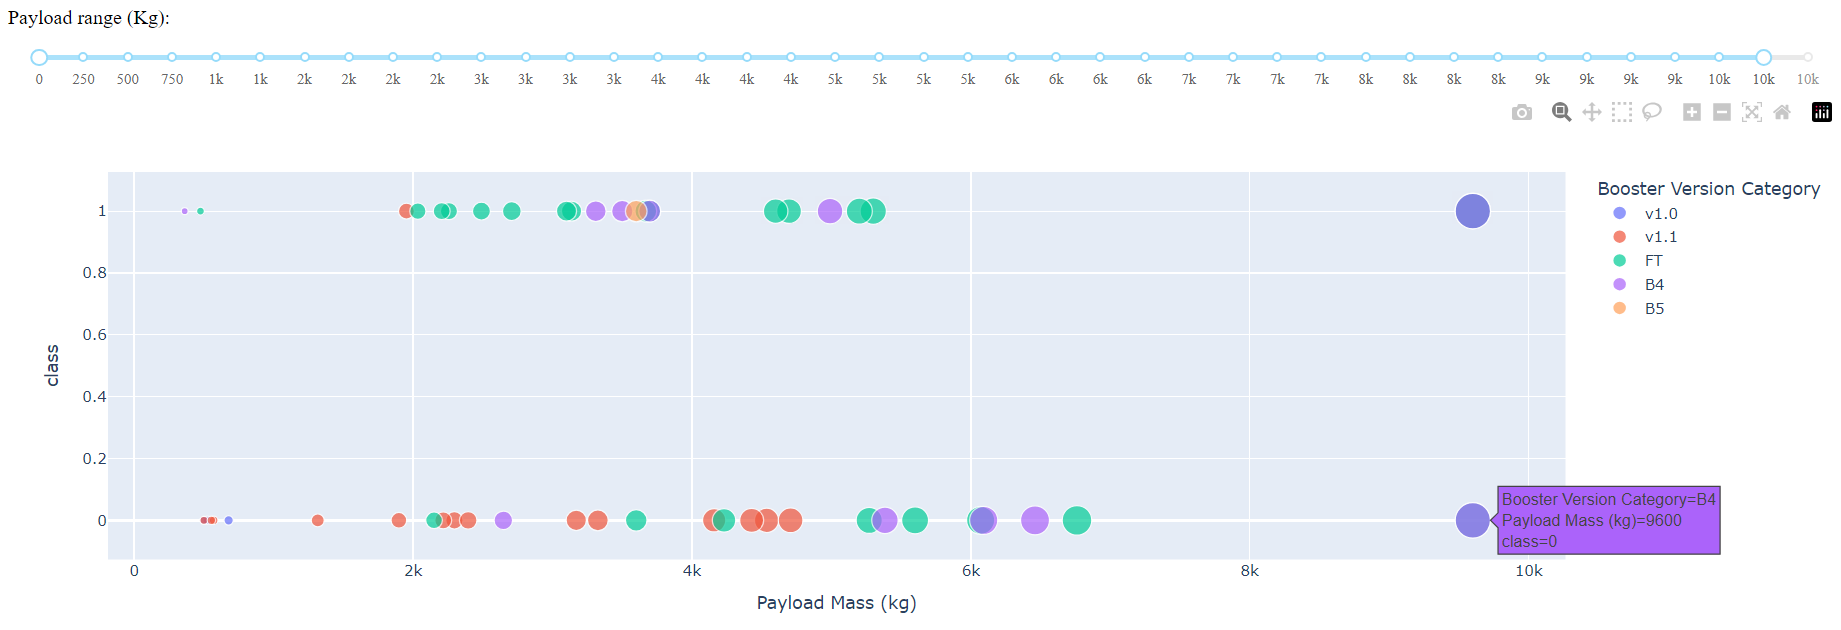 Payload range (Kg):
0 250 500 750 1k 1k 2k 2k 2k 2k 3k 3k 3k 3k 4k 4k 4k 4k 5k 5k 5k 5k 6k 6k 6k 6k 7k 7k 7k 7k 8k 8k 8k 8k 9k 9k 9k 9k 10k 10k 10k
Booster Version Category
v1.0
v1.1
FT
B4
B5
1
0.8
0.6
0.4
0.2
0
class
Booster Version Category=B4
Payload Mass (kg)=9600
class=0
0 2k 4k 6k 8k 10k
Payload Mass (kg)